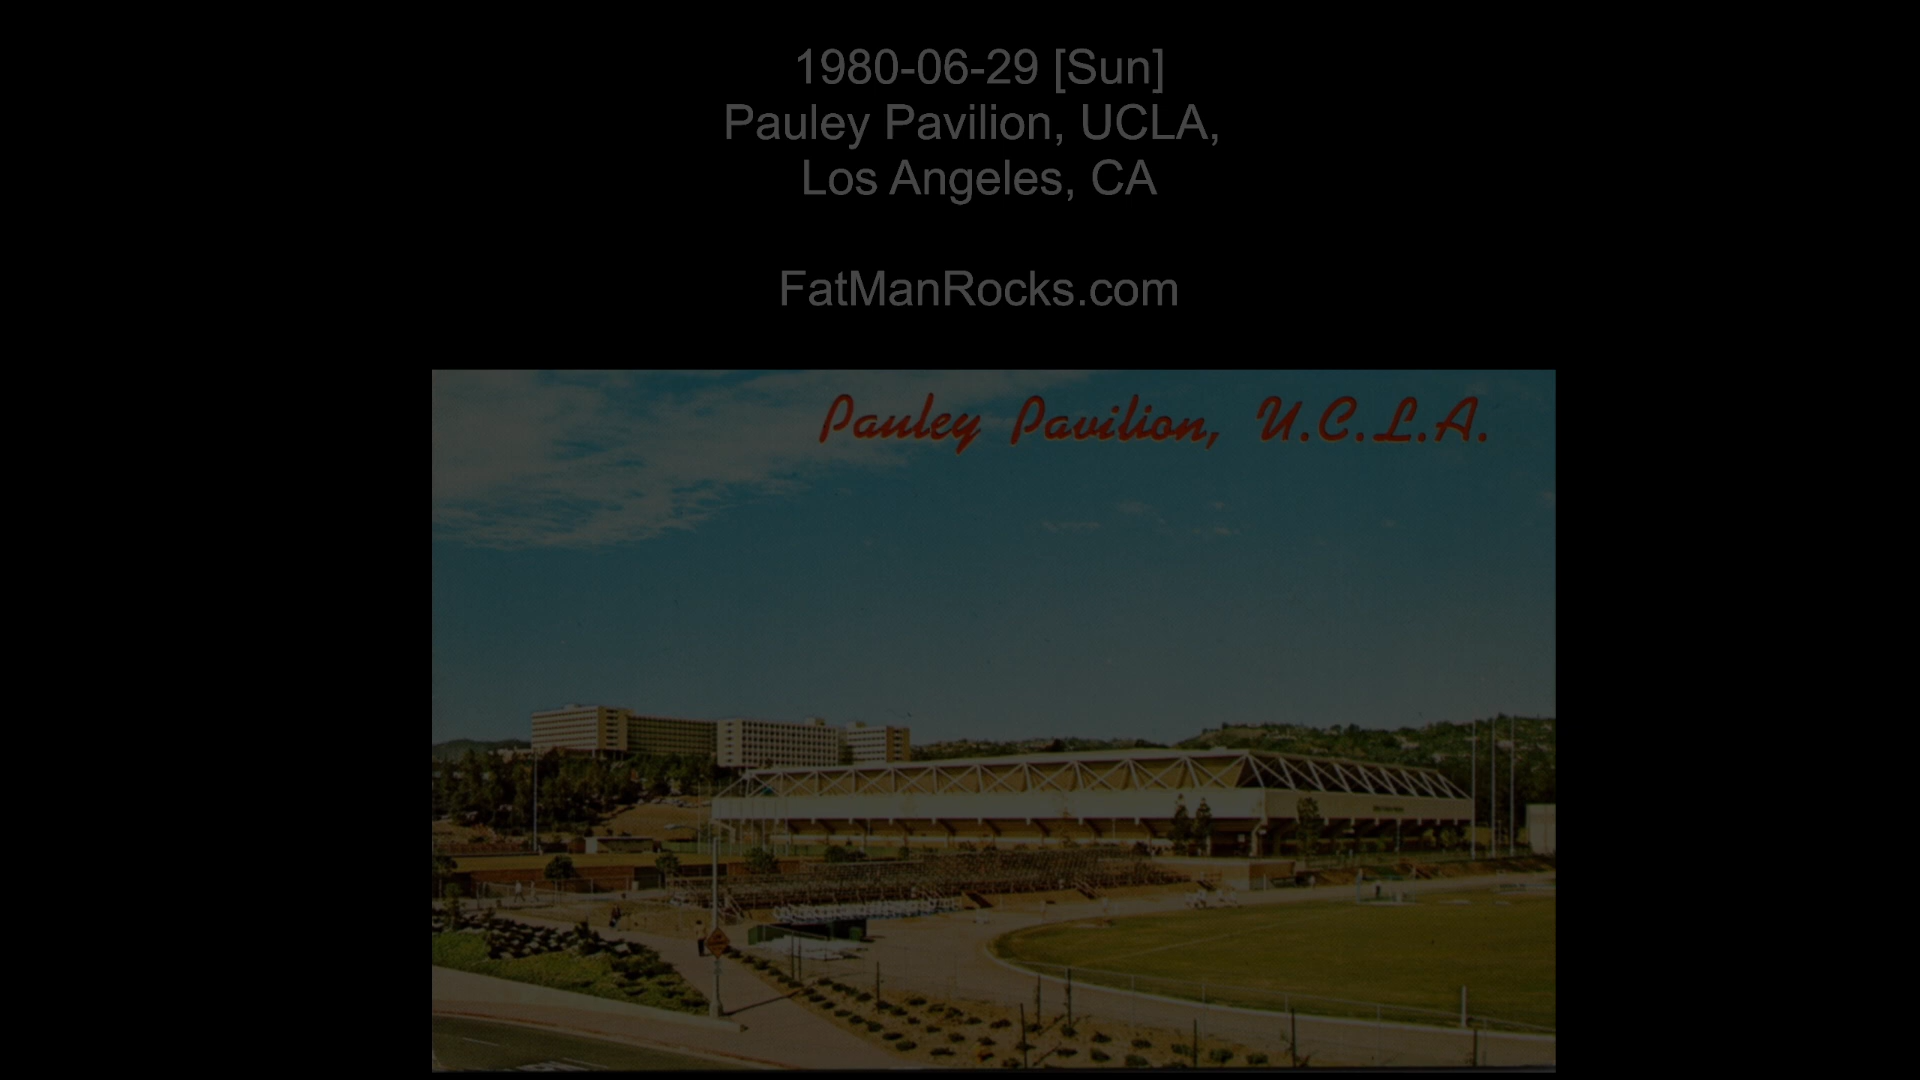 1980-06-29 [Sun]
Pauley Pavilion, UCLA,
Los Angeles, CA
FatManRocks.com
Pauley Pavilion, U.C.L.A.